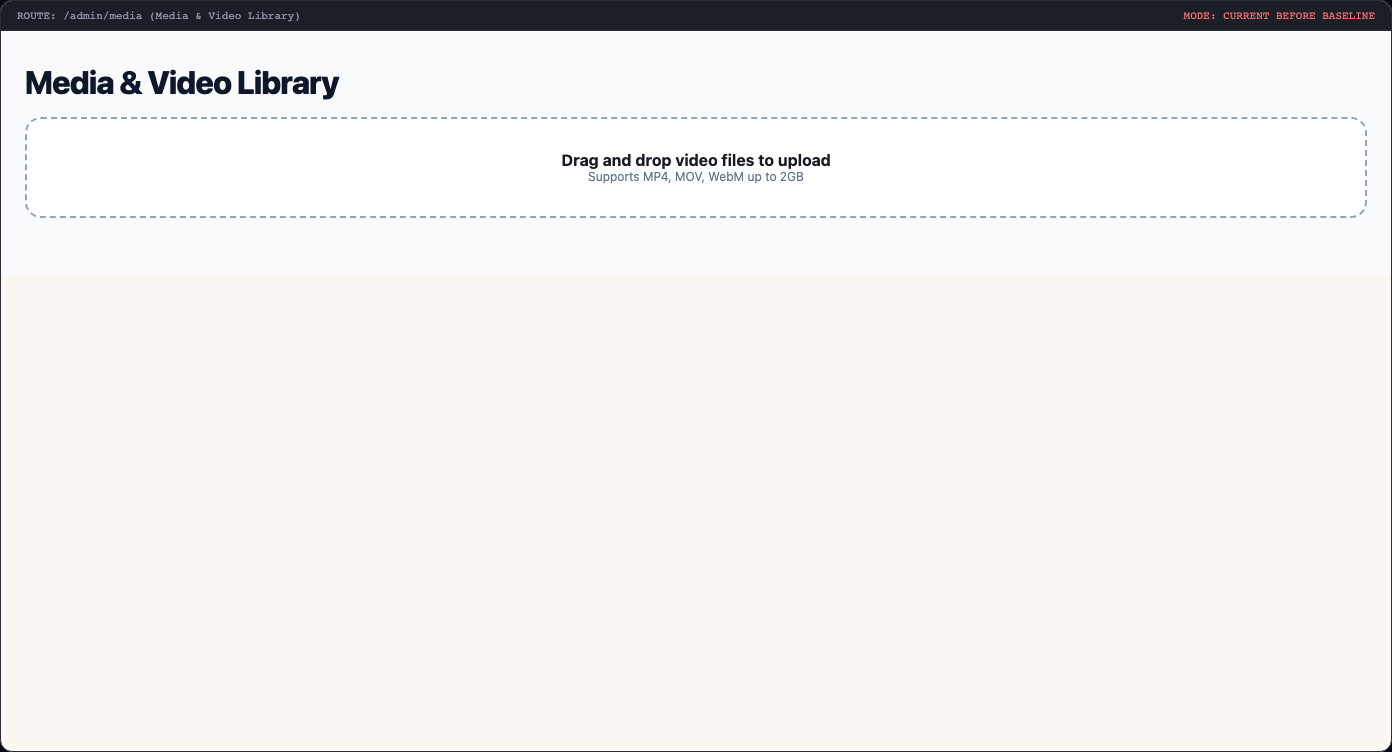 ROUTE: /admin/media (Media & Video Library)
MODE: CURRENT BEFORE BASELINE
Media & Video Library
Drag and drop video files to upload
Supports MP4, MOV, WebM up to 2GB